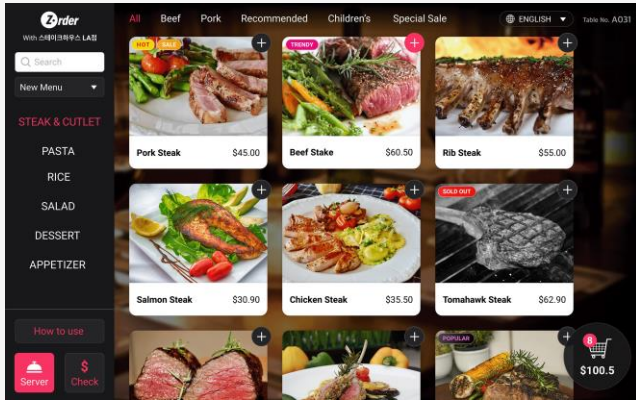 Z●rder
With 스테이크하우스 LA점
Search
New Menu
STEAK & CUTLET
PASTA
RICE
SALAD
DESSERT
APPETIZER
How to use
Server
$
Check
All Beef Pork Recommended Children's Special Sale
ENGLISH
Table No. A031
HOT SALE
Pork Steak $45.00
TRENDY
Beef Stake $60.50
Rib Steak $55.00
Salmon Steak $30.90
Chicken Steak $35.50
SOLD OUT
Tomahawk Steak $62.90
POPULAR
8
$100.5